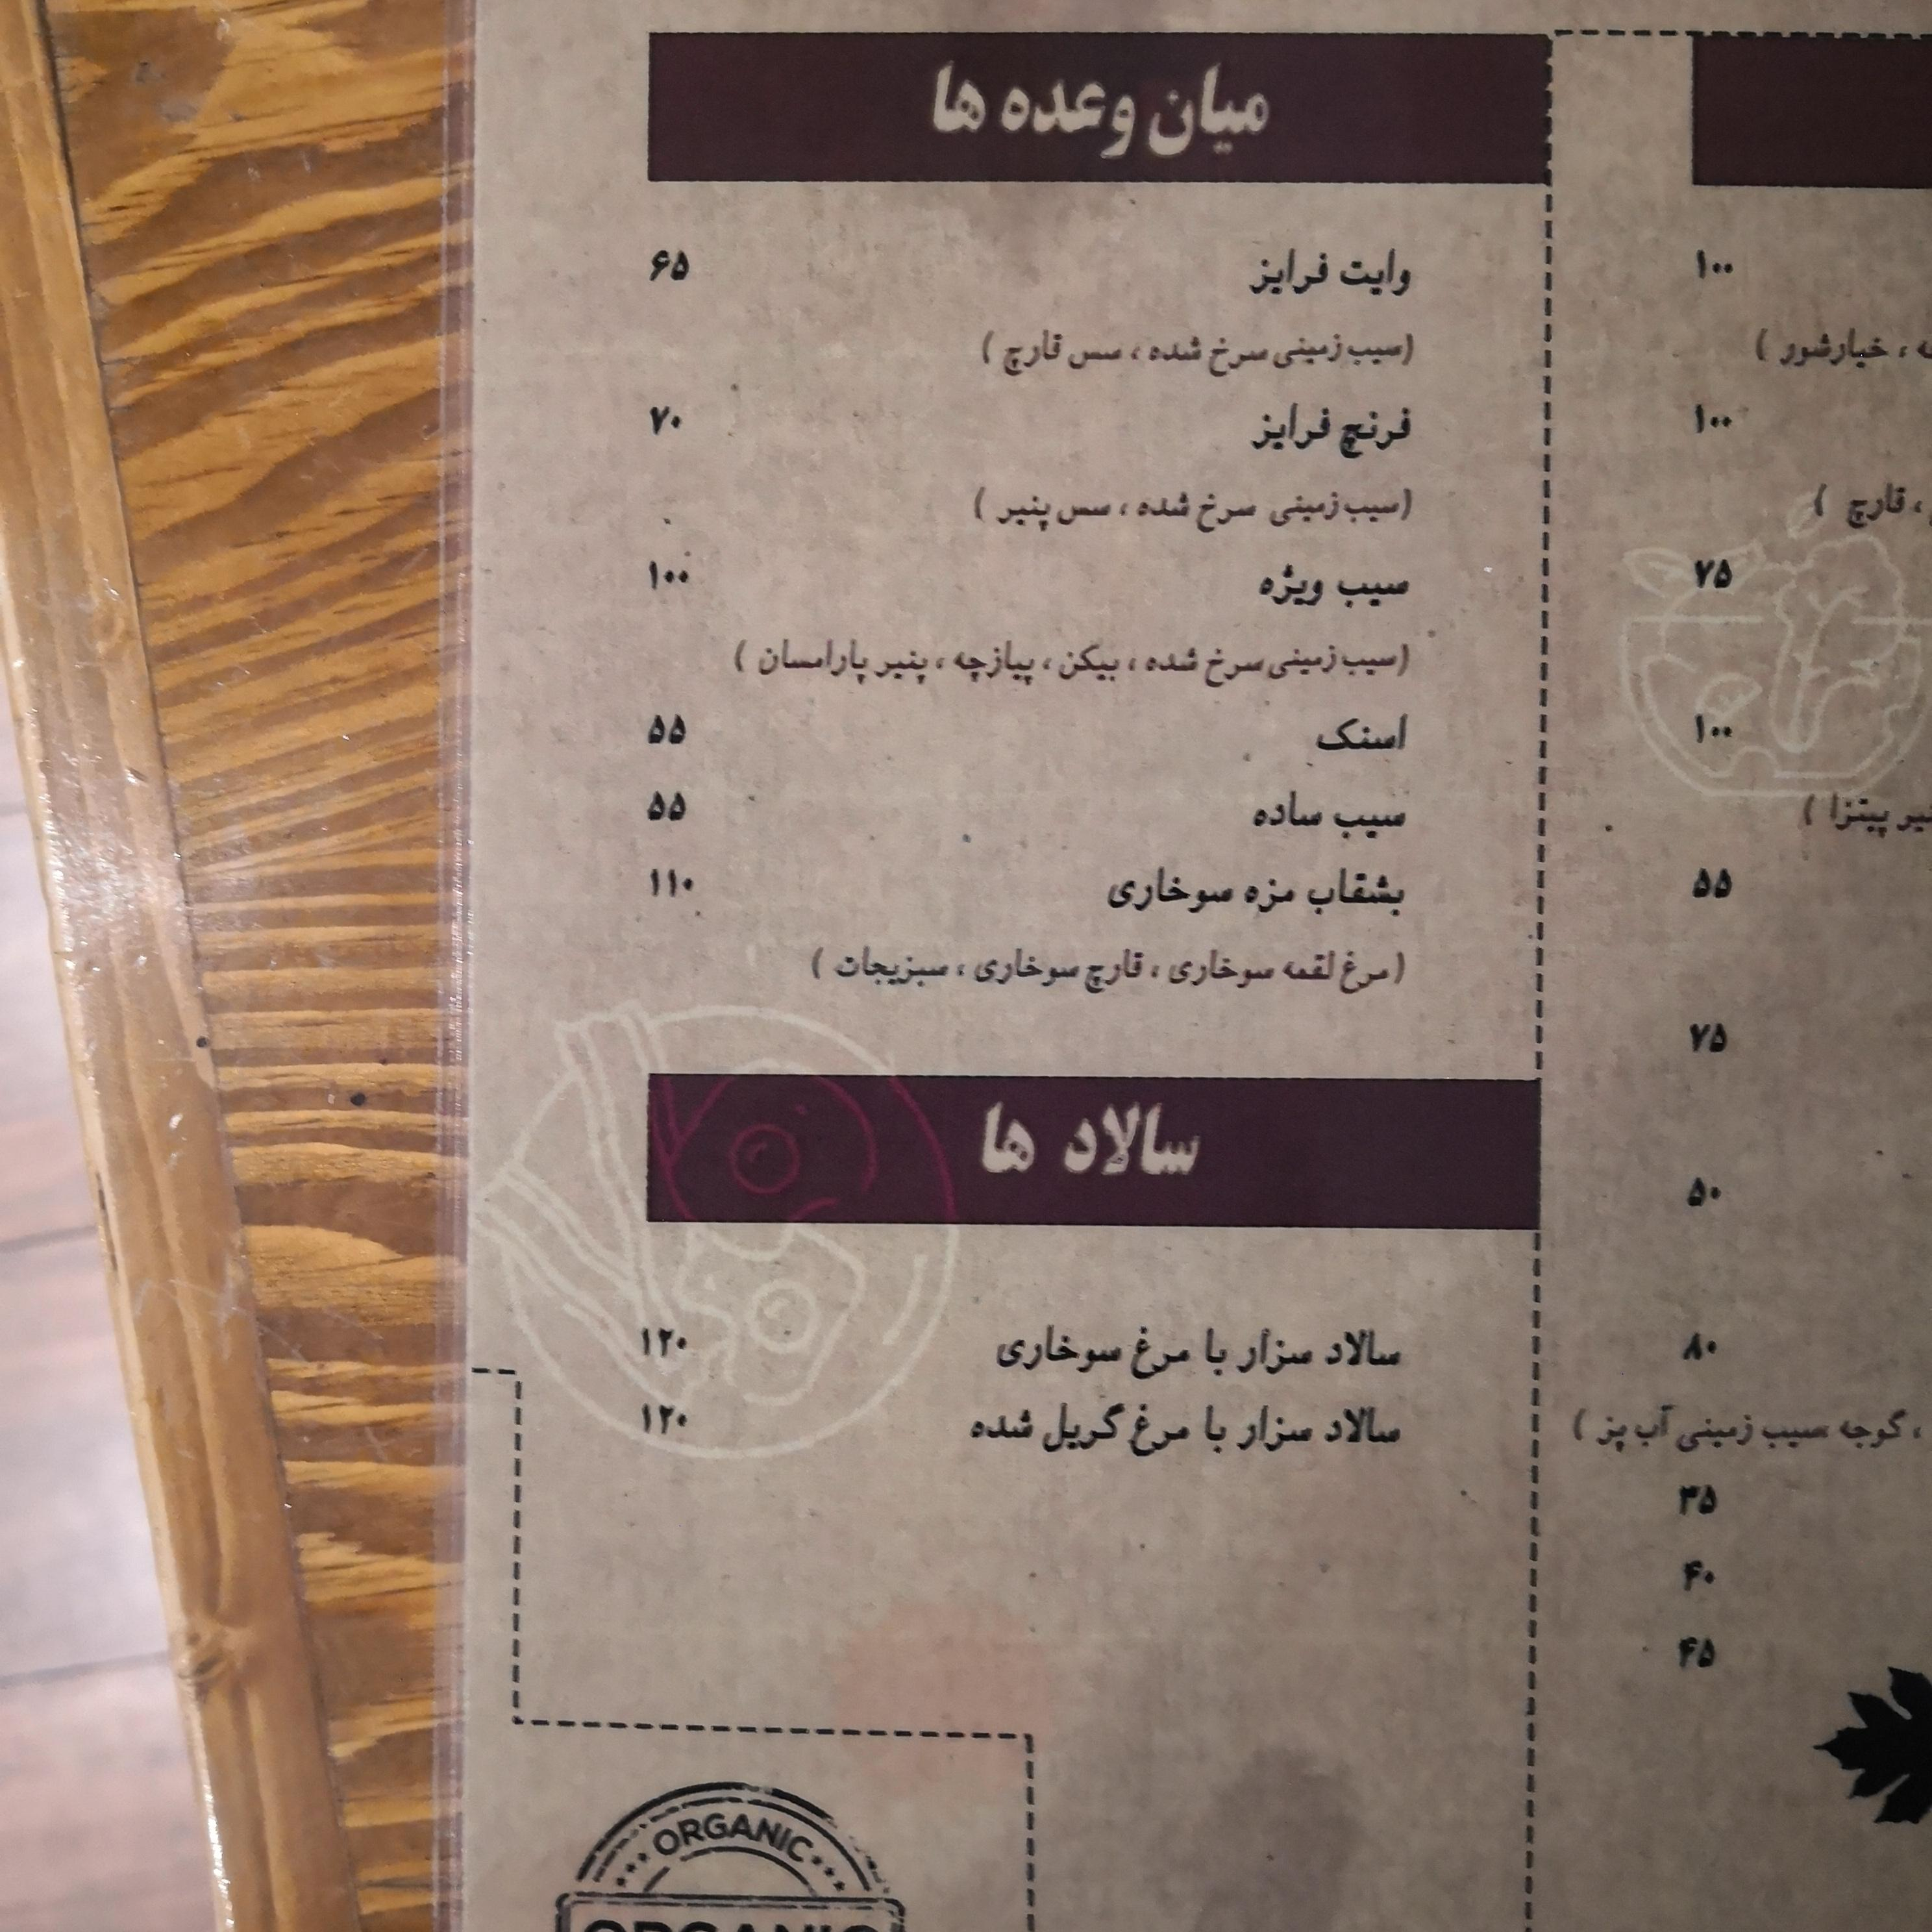 میان وعده ها
وایت فرایز ۶۵
(سیب زمینی سرخ شده ، سس قارچ )
فرنچ فرایز ۷۰
(سیب زمینی سرخ شده ، سس پنیر )
سیب ویژه ۱۰۰
(سیب زمینی سرخ شده ، بیکن ، پیازچه ، پنیر پارامسان )
اسنک ۵۵
سیب ساده ۵۵
بشقاب مزه سوخاری ۱۱۰
(مرغ لقمه سوخاری ، قارچ سوخاری ، سبزیجات )
سالاد ها
سالاد سزار با مرغ سوخاری ۱۲۰
سالاد سزار با مرغ گریل شده ۱۲۰
ORGANIC
ORGANIC
۱۰۰
، خیارشور )
۱۰۰
، قارچ )
۷۵
۱۰۰
پیتزا )
۵۵
۷۵
۵۰
۸۰
، گوجه سیب زمینی آب پز )
۳۵
۴۰
۴۵